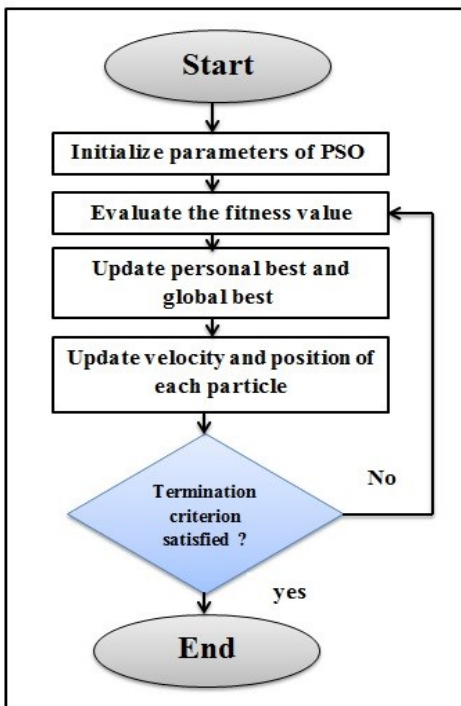 Start
Initialize parameters of PSO
Evaluate the fitness value
Update personal best and
global best
Update velocity and position of
each particle
No
Termination
criterion
satisfied ?
yes
End